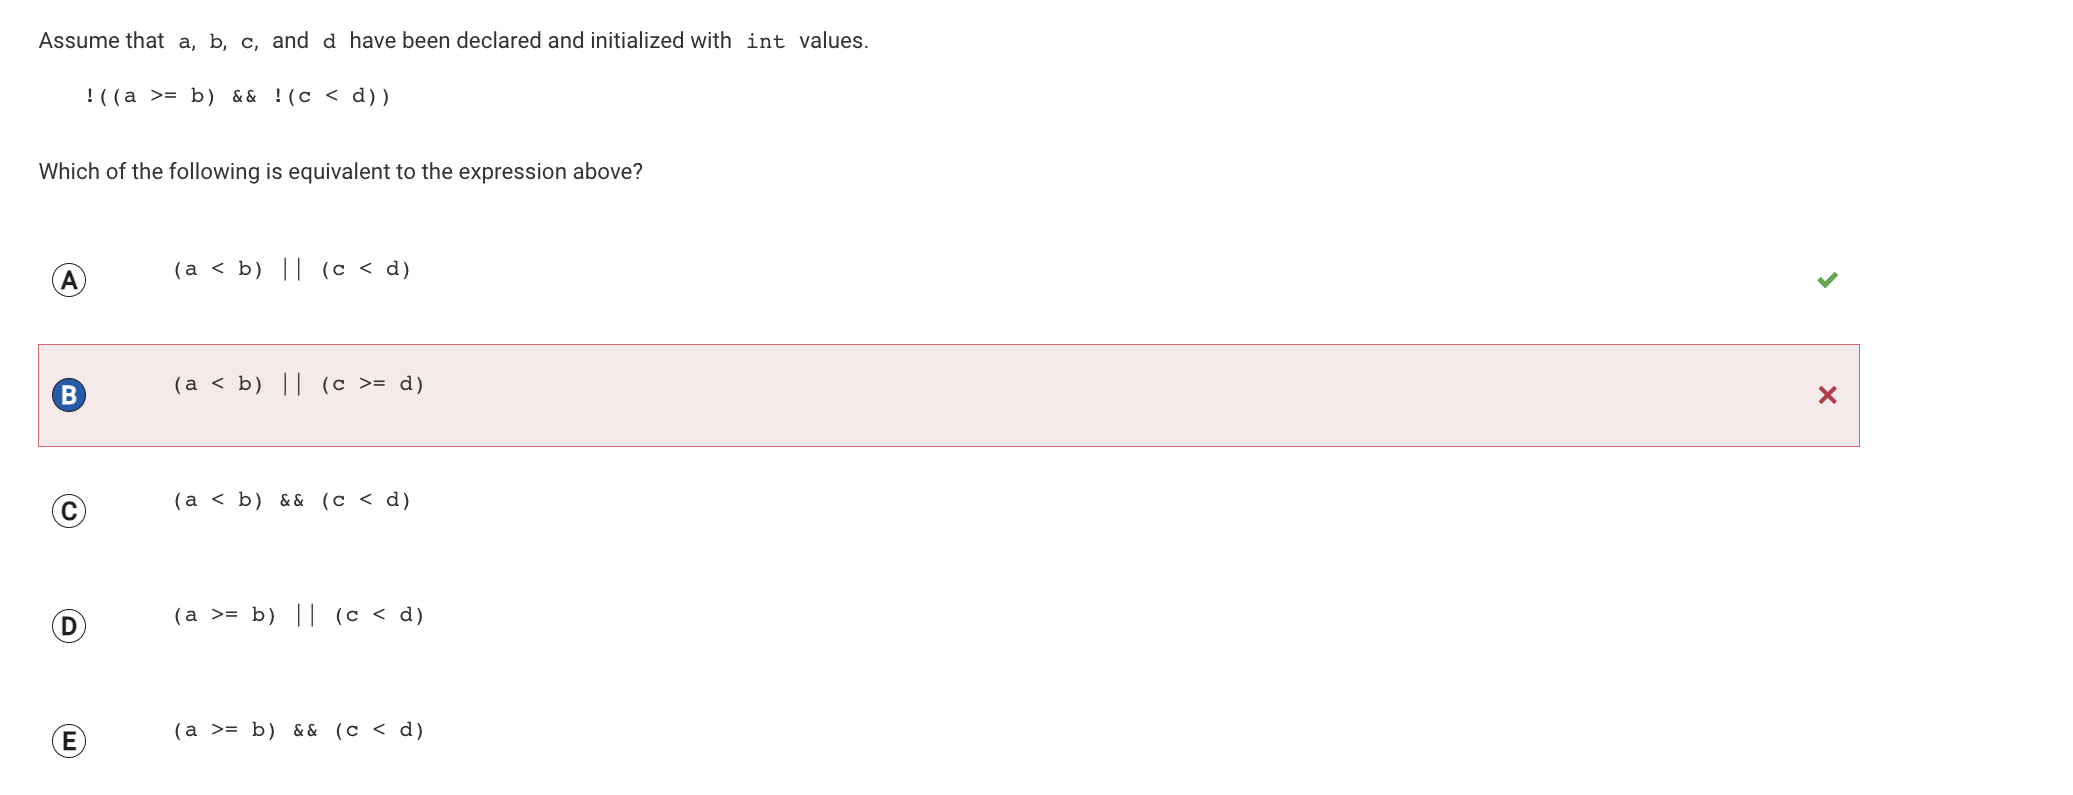 Assume that a, b, c, and d have been declared and initialized with int values.
!((a >= b) && !(c < d))
Which of the following is equivalent to the expression above?
A (a < b) || (c < d)
B (a < b) || (c >= d)
C (a < b) && (c < d)
D (a >= b) || (c < d)
E (a >= b) && (c < d)